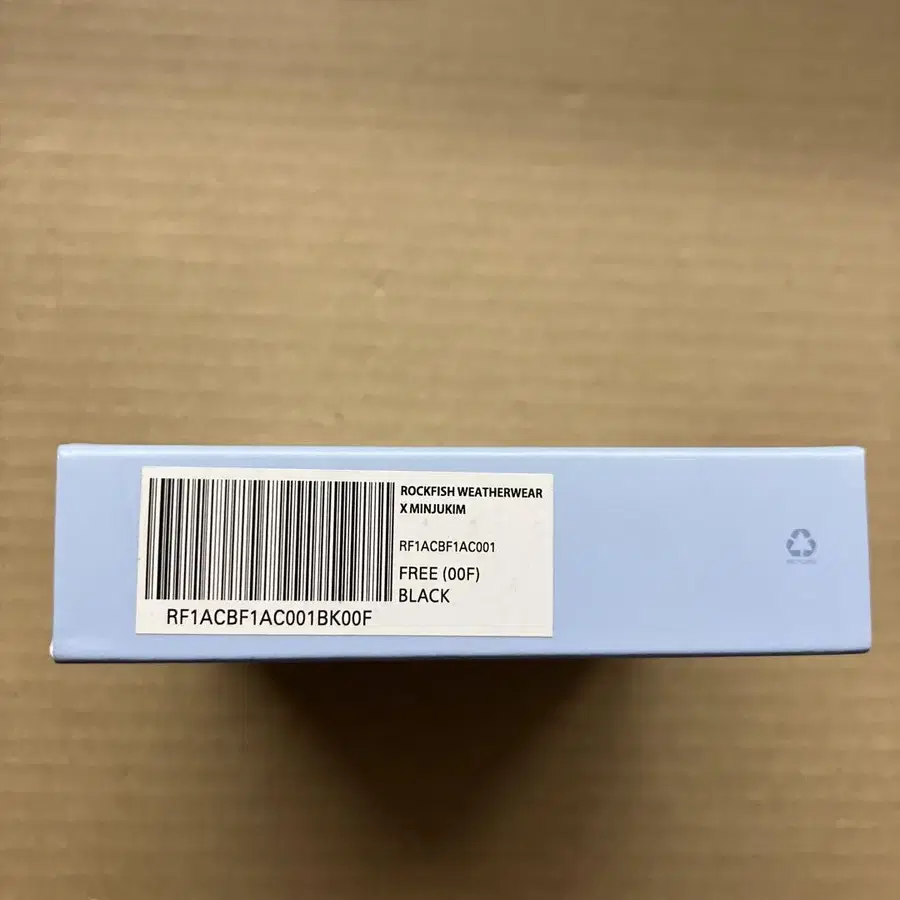 ROCKFISH WEATHERWEAR
X MINJUKIM
RF1ACBF1AC001
FREE (00F)
BLACK
RF1ACBF1AC001BK00F